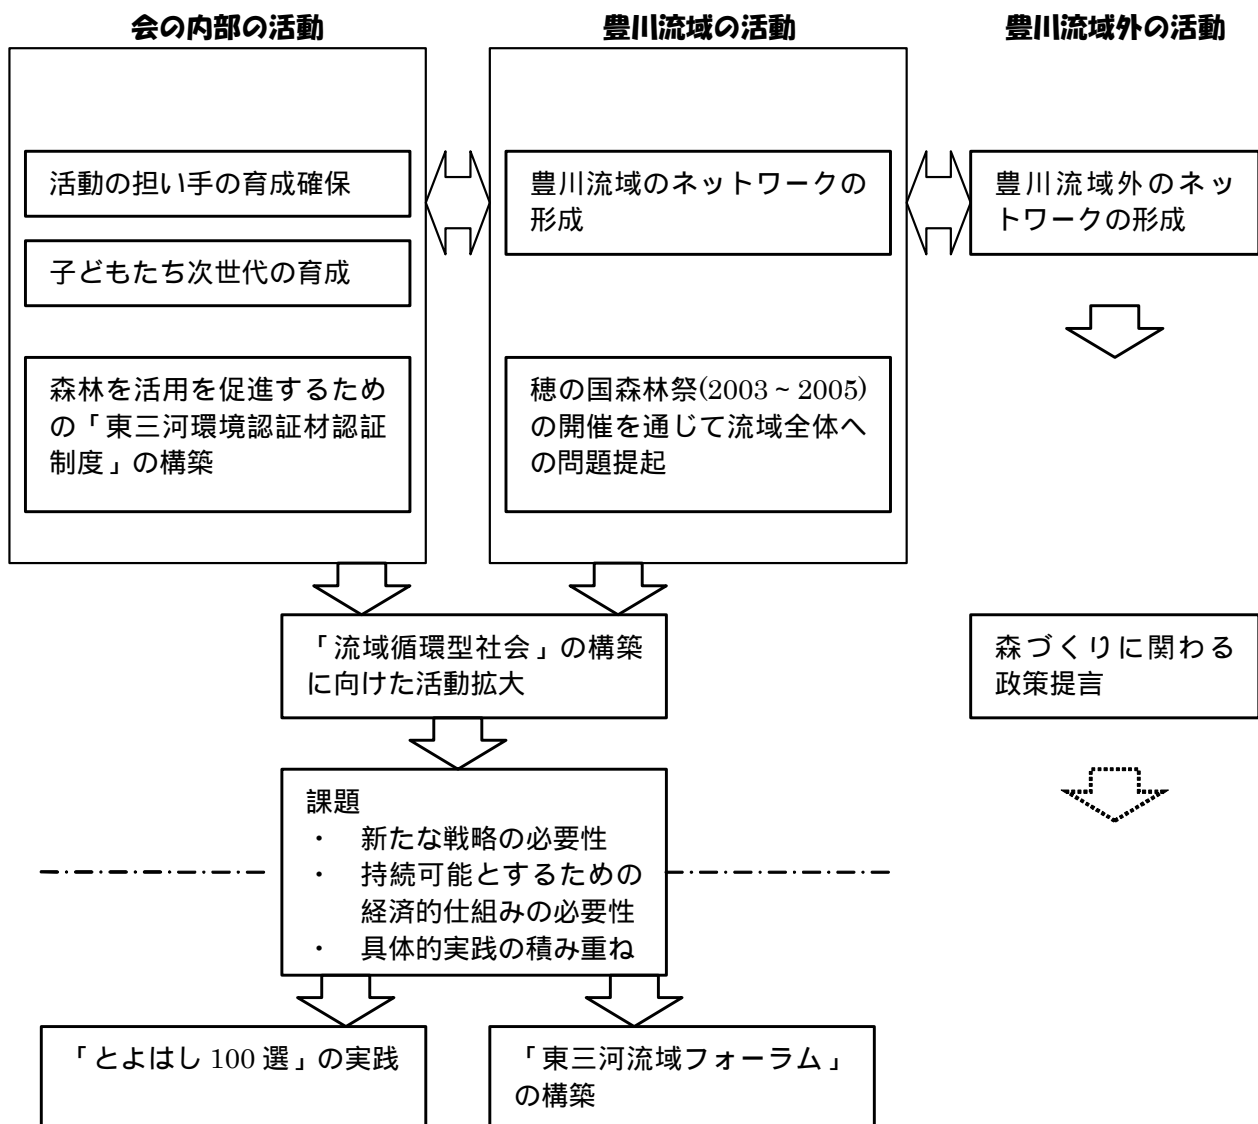 会の内部の活動
豊川流域の活動
豊川流域外の活動
活動の担い手の育成確保
子どもたち次世代の育成
森林を活用を促進するため
の「東三河環境認証材認証
制度」の構築
豊川流域のネットワークの
形成
穂の国森林祭(2003~2005)
の開催を通じて流域全体へ
の問題提起
豊川流域外のネッ
トワークの形成
「流域循環型社会」の構築
に向けた活動拡大
森づくりに関わる
政策提言
課題
・ 新たな戦略の必要性
・ 持続可能とするための
経済的仕組みの必要性
・ 具体的実践の積み重ね
「とよはし 100 選」の実践
「東三河流域フォーラム」
の構築